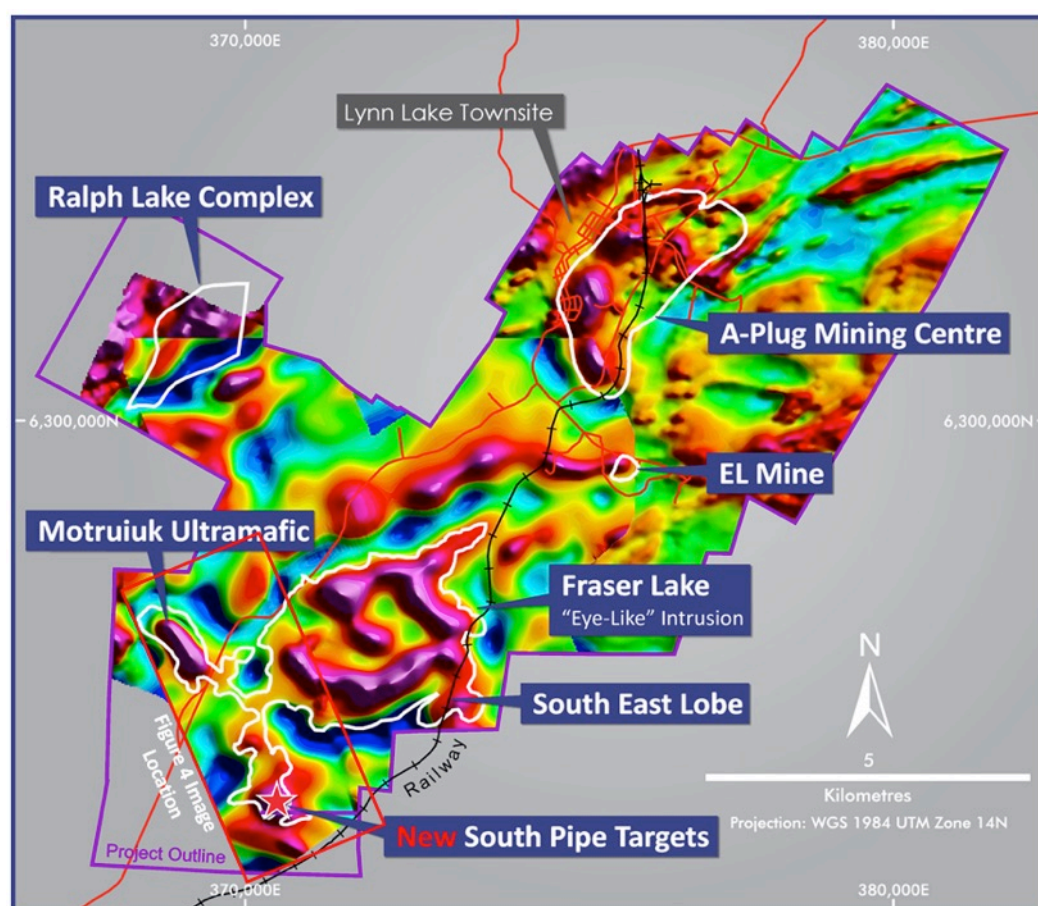 370,000E
380,000E
Lynn Lake Townsite
Ralph Lake Complex
A-Plug Mining Centre
6,300,000N
6,300,000N
EL Mine
Motruiuk Ultramafic
Fraser Lake
“Eye-Like” Intrusion
N
South East Lobe
Figure 4 Image
Location
Railway
5
Kilometres
Projection: WGS 1984 UTM Zone 14N
New South Pipe Targets
Project Outline
370,000E
380,000E